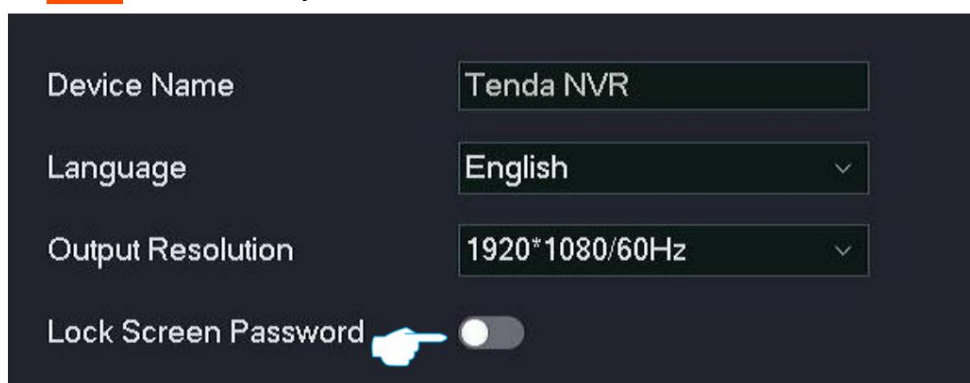 Device Name Tenda NVR
Language English
Output Resolution 1920*1080/60Hz
Lock Screen Password